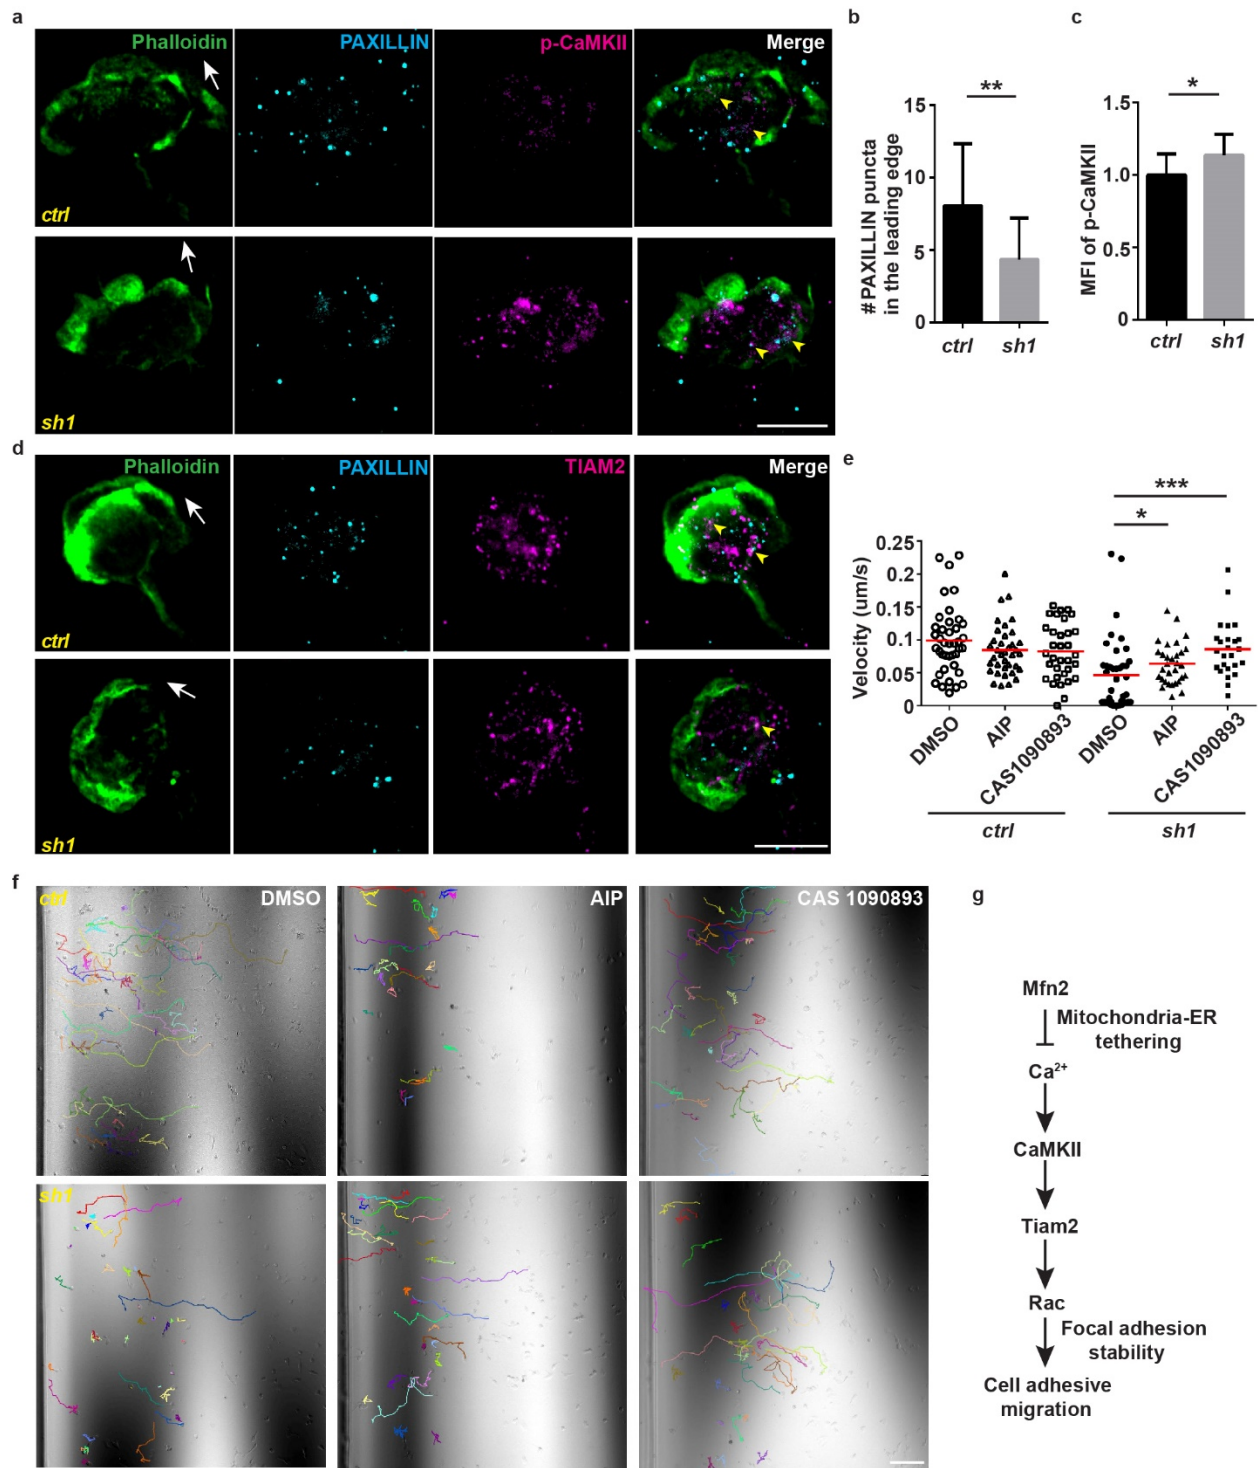 a
Phalloidin
PAXILLIN
p-CaMKII
Merge
ctrl
sh1
b
**
#PAXILLIN puncta
in the leading edge
15
10
5
0
ctrl
sh1
c
*
MFI of p-CaMKII
1.5
1.0
0.5
0
ctrl
sh1
d
Phalloidin
PAXILLIN
TIAM2
Merge
ctrl
sh1
e
***
*
Velocity (um/s)
0.25
0.2
0.15
0.1
0.05
0
DMSO
AIP
CAS1090893
DMSO
AIP
CAS1090893
ctrl
sh1
f
ctrl
DMSO
AIP
CAS 1090893
sh1
g
Mfn2
Mitochondria-ER
tethering
Ca²⁺
CaMKII
Tiam2
Rac
Focal adhesion
stability
Cell adhesive
migration